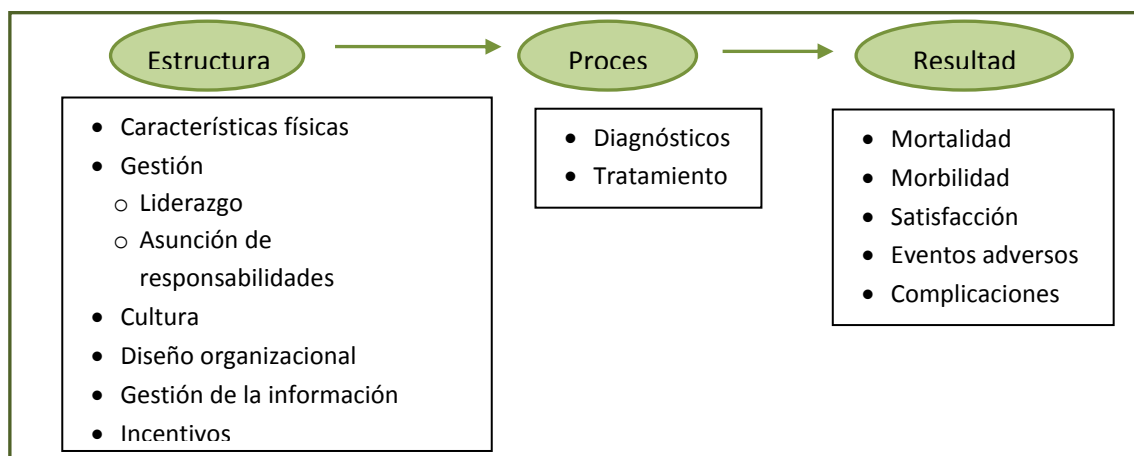 Estructura
Proces
Resultad
• Características físicas
• Gestión
o Liderazgo
o Asunción de
responsabilidades
• Cultura
• Diseño organizacional
• Gestión de la información
• Incentivos
• Diagnósticos
• Tratamiento
• Mortalidad
• Morbilidad
• Satisfacción
• Eventos adversos
• Complicaciones